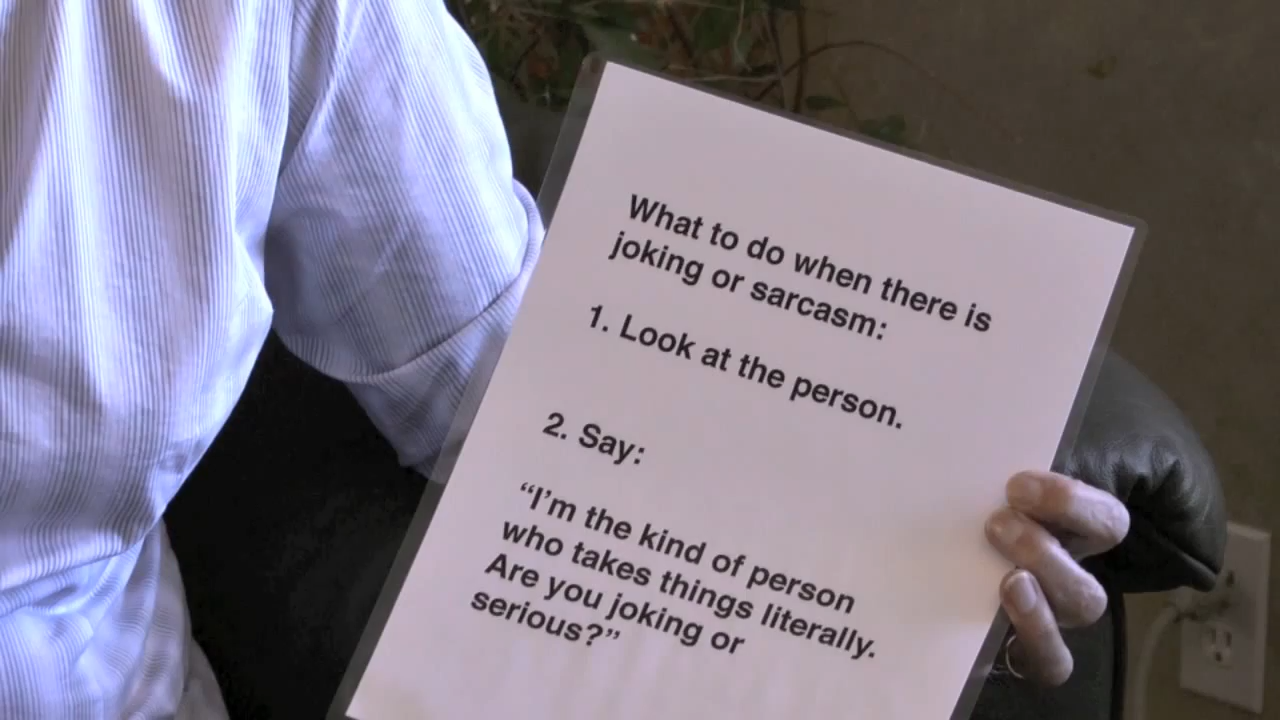 What to do when there is
joking or sarcasm:
1. Look at the person.
2. Say:
“I’m the kind of person
who takes things literally.
Are you joking or
serious?”